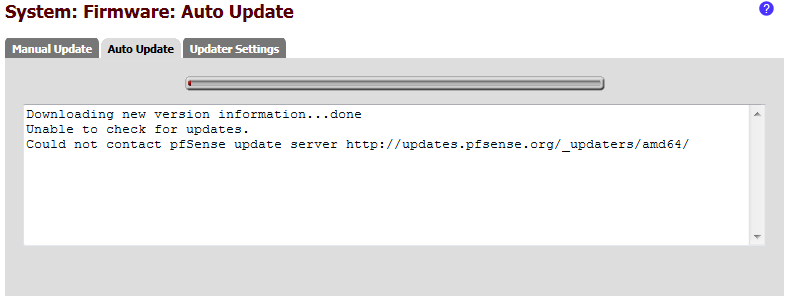 System: Firmware: Auto Update
?
Manual Update Auto Update Updater Settings
Downloading new version information...done
Unable to check for updates.
Could not contact pfSense update server http://updates.pfsense.org/_updaters/amd64/